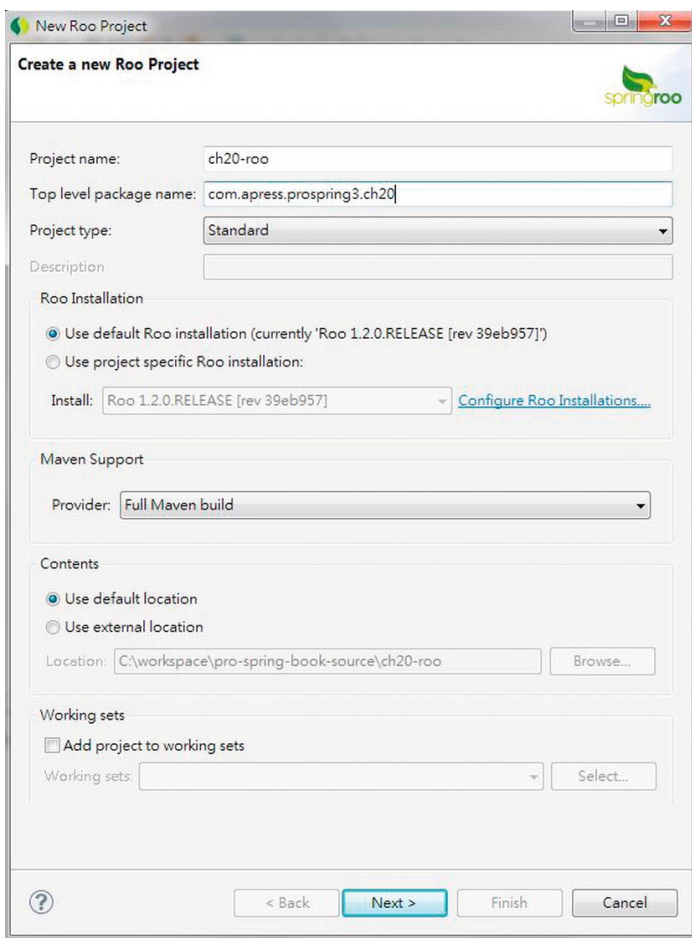 New Roo Project
Create a new Roo Project
springroo
Project name: ch20-roo
Top level package name: com.apress.prospring3.ch20
Project type: Standard
Description
Roo Installation
Use default Roo installation (currently 'Roo 1.2.0.RELEASE [rev 39eb957]')
Use project specific Roo installation:
Install: Roo 1.2.0.RELEASE [rev 39eb957] Configure Roo Installations....
Maven Support
Provider: Full Maven build
Contents
Use default location
Use external location
Location: C:\workspace\pro-spring-book-source\ch20-roo Browse...
Working sets
Add project to working sets
Working sets: Select...
? < Back Next > Finish Cancel